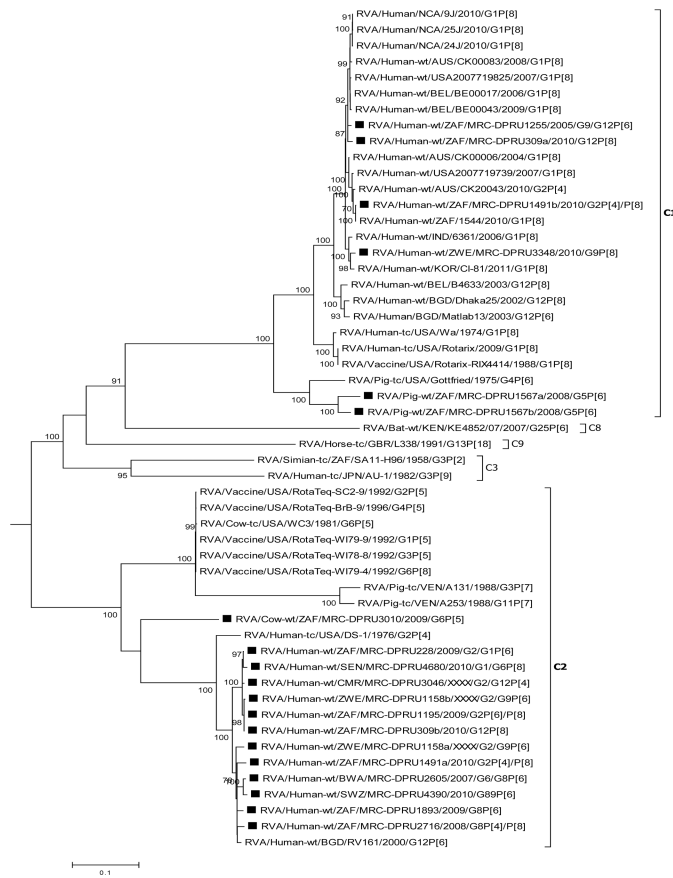 91
RVA/Human/NCA/9J/2010/G1P[8]
100
RVA/Human/NCA/25J/2010/G1P[8]
RVA/Human/NCA/24J/2010/G1P[8]
99
RVA/Human-wt/AUS/CK00083/2008/G1P[8]
RVA/Human-wt/USA2007719825/2007/G1P[8]
92
RVA/Human-wt/BEL/BE00017/2006/G1P[8]
RVA/Human-wt/BEL/BE00043/2009/G1P[8]
RVA/Human-wt/ZAF/MRC-DPRU1255/2005/G9/G12P[6]
87
RVA/Human-wt/ZAF/MRC-DPRU309a/2010/G12P[8]
RVA/Human-wt/AUS/CK00006/2004/G1P[8]
100
RVA/Human-wt/USA2007719739/2007/G1P[8]
100 100
RVA/Human-wt/AUS/CK20043/2010/G2P[4]
70
RVA/Human-wt/ZAF/MRC-DPRU1491b/2010/G2P[4]/P[8]
100
RVA/Human-wt/ZAF/1544/2010/G1P[8]
C1
100
RVA/Human-wt/IND/6361/2006/G1P[8]
100
RVA/Human-wt/ZWE/MRC-DPRU3348/2010/G9P[8]
98
RVA/Human-wt/KOR/CI-81/2011/G1P[8]
RVA/Human-wt/BEL/B4633/2003/G12P[8]
100
RVA/Human-wt/BGD/Dhaka25/2002/G12P[8]
93
RVA/Human/BGD/Matlab13/2003/G12P[6]
RVA/Human-tc/USA/Wa/1974/G1P[8]
100
RVA/Human-tc/USA/Rotarix/2009/G1P[8]
100
RVA/Vaccine/USA/Rotarix-RIX4414/1988/G1P[8]
RVA/Pig-tc/USA/Gottfried/1975/G4P[6]
91
100
RVA/Pig-wt/ZAF/MRC-DPRU1567a/2008/G5P[6]
100
RVA/Pig-wt/ZAF/MRC-DPRU1567b/2008/G5P[6]
RVA/Bat-wt/KEN/KE4852/07/2007/G25P[6]
C8
100
RVA/Horse-tc/GBR/L338/1991/G13P[18]
C9
RVA/Simian-tc/ZAF/SA11-H96/1958/G3P[2]
C3
95
RVA/Human-tc/JPN/AU-1/1982/G3P[9]
RVA/Vaccine/USA/RotaTeq-SC2-9/1992/G2P[5]
RVA/Vaccine/USA/RotaTeq-BrB-9/1996/G4P[5]
99
RVA/Cow-tc/USA/WC3/1981/G6P[5]
RVA/Vaccine/USA/RotaTeq-WI79-9/1992/G1P[5]
100
RVA/Vaccine/USA/RotaTeq-WI78-8/1992/G3P[5]
RVA/Vaccine/USA/RotaTeq-WI79-4/1992/G6P[8]
RVA/Pig-tc/VEN/A131/1988/G3P[7]
100
RVA/Pig-tc/VEN/A253/1988/G11P[7]
100
RVA/Cow-wt/ZAF/MRC-DPRU3010/2009/G6P[5]
RVA/Human-tc/USA/DS-1/1976/G2P[4]
97
RVA/Human-wt/ZAF/MRC-DPRU228/2009/G2/G1P[6]
100
RVA/Human-wt/SEN/MRC-DPRU4680/2010/G1/G6P[8]
C2
100
RVA/Human-wt/CMR/MRC-DPRU3046/XXXX/G2/G12P[4]
RVA/Human-wt/ZWE/MRC-DPRU1158b/XXXX/G2/G9P[6]
RVA/Human-wt/ZAF/MRC-DPRU1195/2009/G2P[6]/P[8]
98
RVA/Human-wt/ZAF/MRC-DPRU309b/2010/G12P[8]
100
RVA/Human-wt/ZWE/MRC-DPRU1158a/XXXX/G2/G9P[6]
RVA/Human-wt/ZAF/MRC-DPRU1491a/2010/G2P[4]/P[8]
100
RVA/Human-wt/BWA/MRC-DPRU2605/2007/G6/G8P[6]
RVA/Human-wt/SWZ/MRC-DPRU4390/2010/G89P[6]
RVA/Human-wt/ZAF/MRC-DPRU1893/2009/G8P[6]
RVA/Human-wt/ZAF/MRC-DPRU2716/2008/G8P[4]/P[8]
RVA/Human-wt/BGD/RV161/2000/G12P[6]
0.1